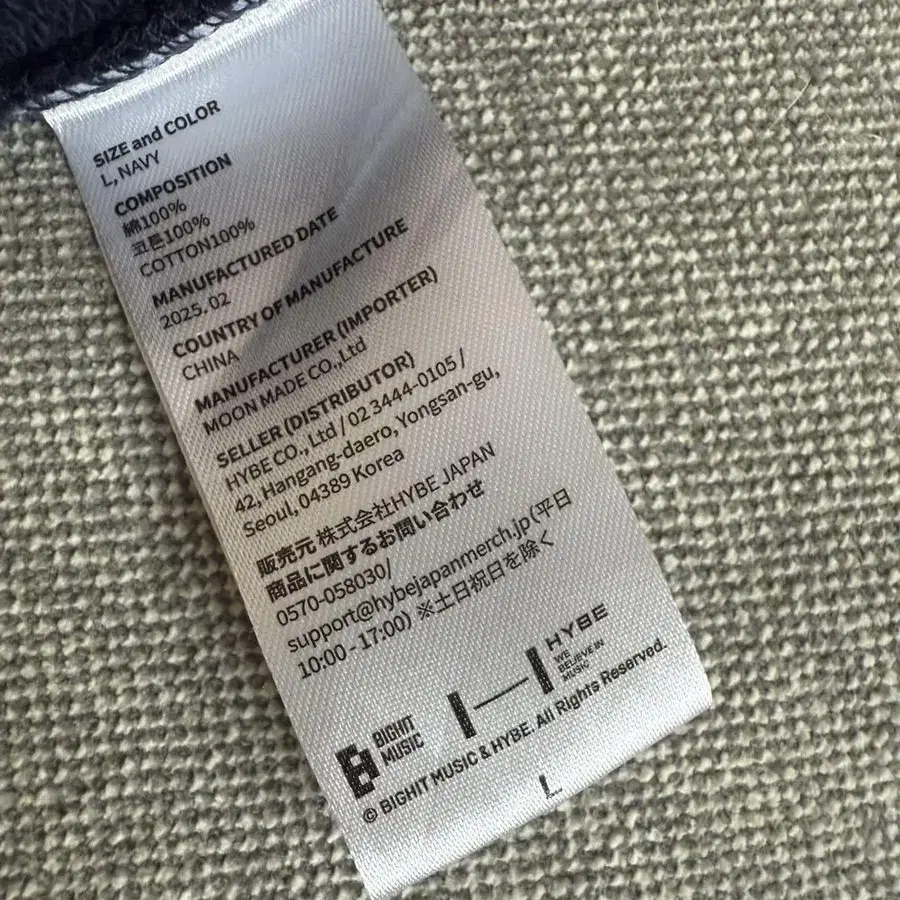 SIZE and COLOR
L, NAVY
COMPOSITION
綿100%
코튼100%
COTTON100%
MANUFACTURED DATE
2025. 02
COUNTRY OF MANUFACTURE
CHINA
MANUFACTURER (IMPORTER)
MOON MADE CO.,Ltd
SELLER (DISTRIBUTOR)
HYBE CO., Ltd / 02 3444-0105 /
42, Hangang-daero, Yongsan-gu,
Seoul, 04389 Korea
販売元 株式会社HYBE JAPAN
商品に関するお問い合わせ
0570-058030/
support@hybejapanmerch.jp (平日
10:00 - 17:00) ※土日祝日を除く
BIGHIT
MUSIC
HYBE
WE
BELIEVE IN
MUSIC
© BIGHIT MUSIC & HYBE. All Rights Reserved.
L